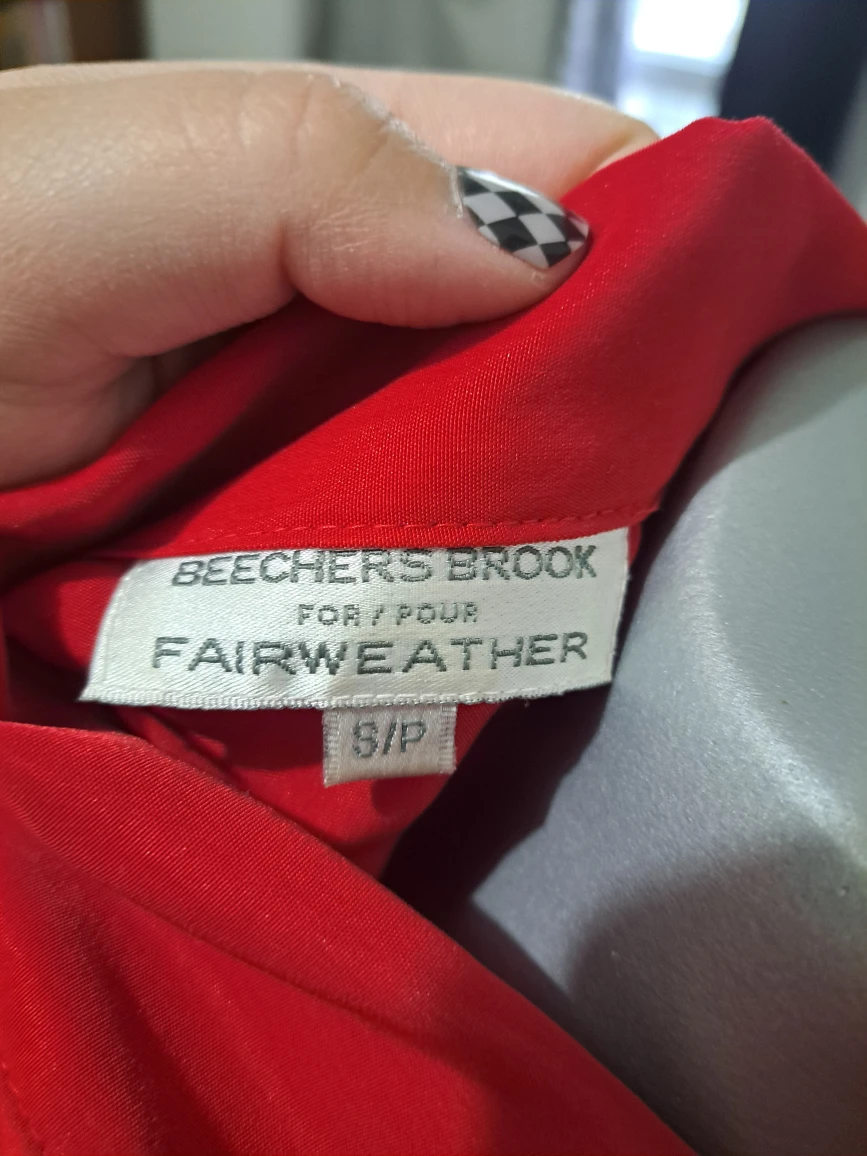 BEECHERS BROOK
FOR / POUR
FAIRWEATHER
S/P